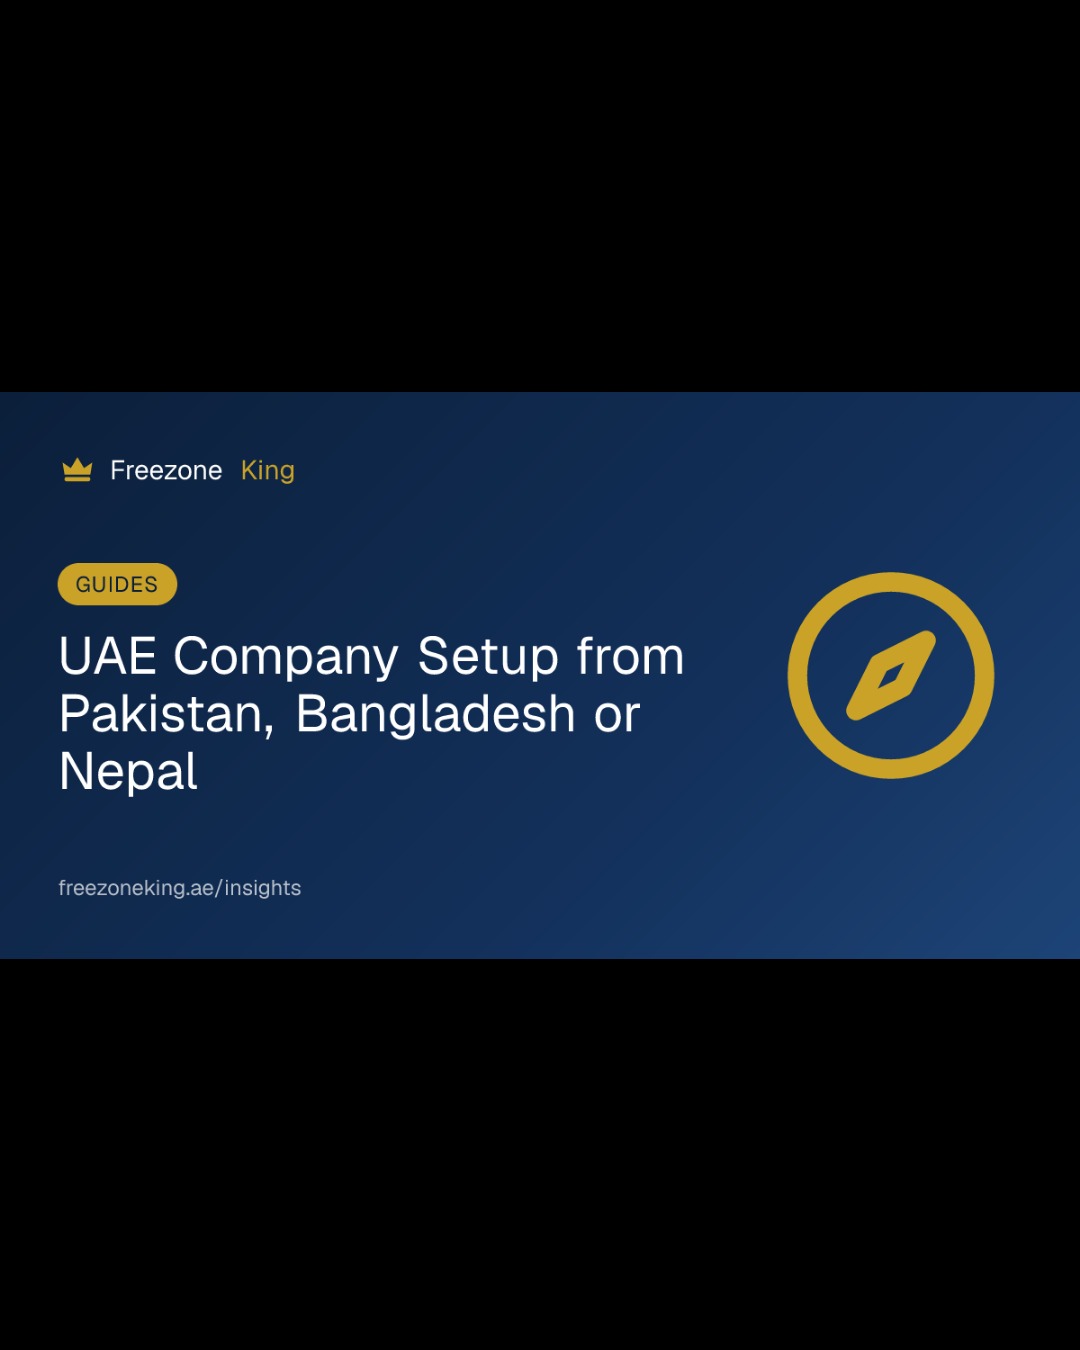 Freezone King
GUIDES
UAE Company Setup from
Pakistan, Bangladesh or
Nepal
freezoneking.ae/insights